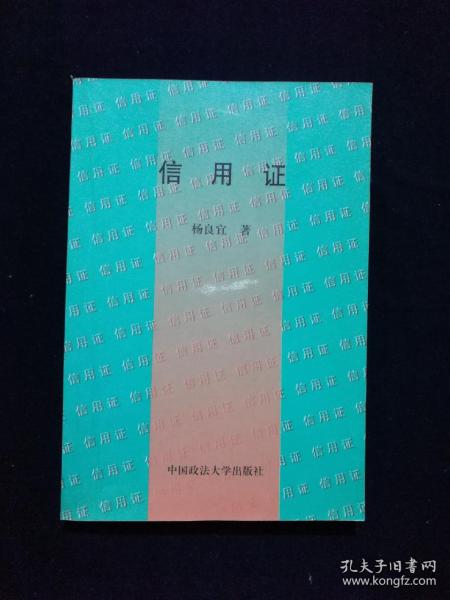 信用证
杨良宜 著
中国政法大学出版社
孔夫子旧书网
www.kongfz.com